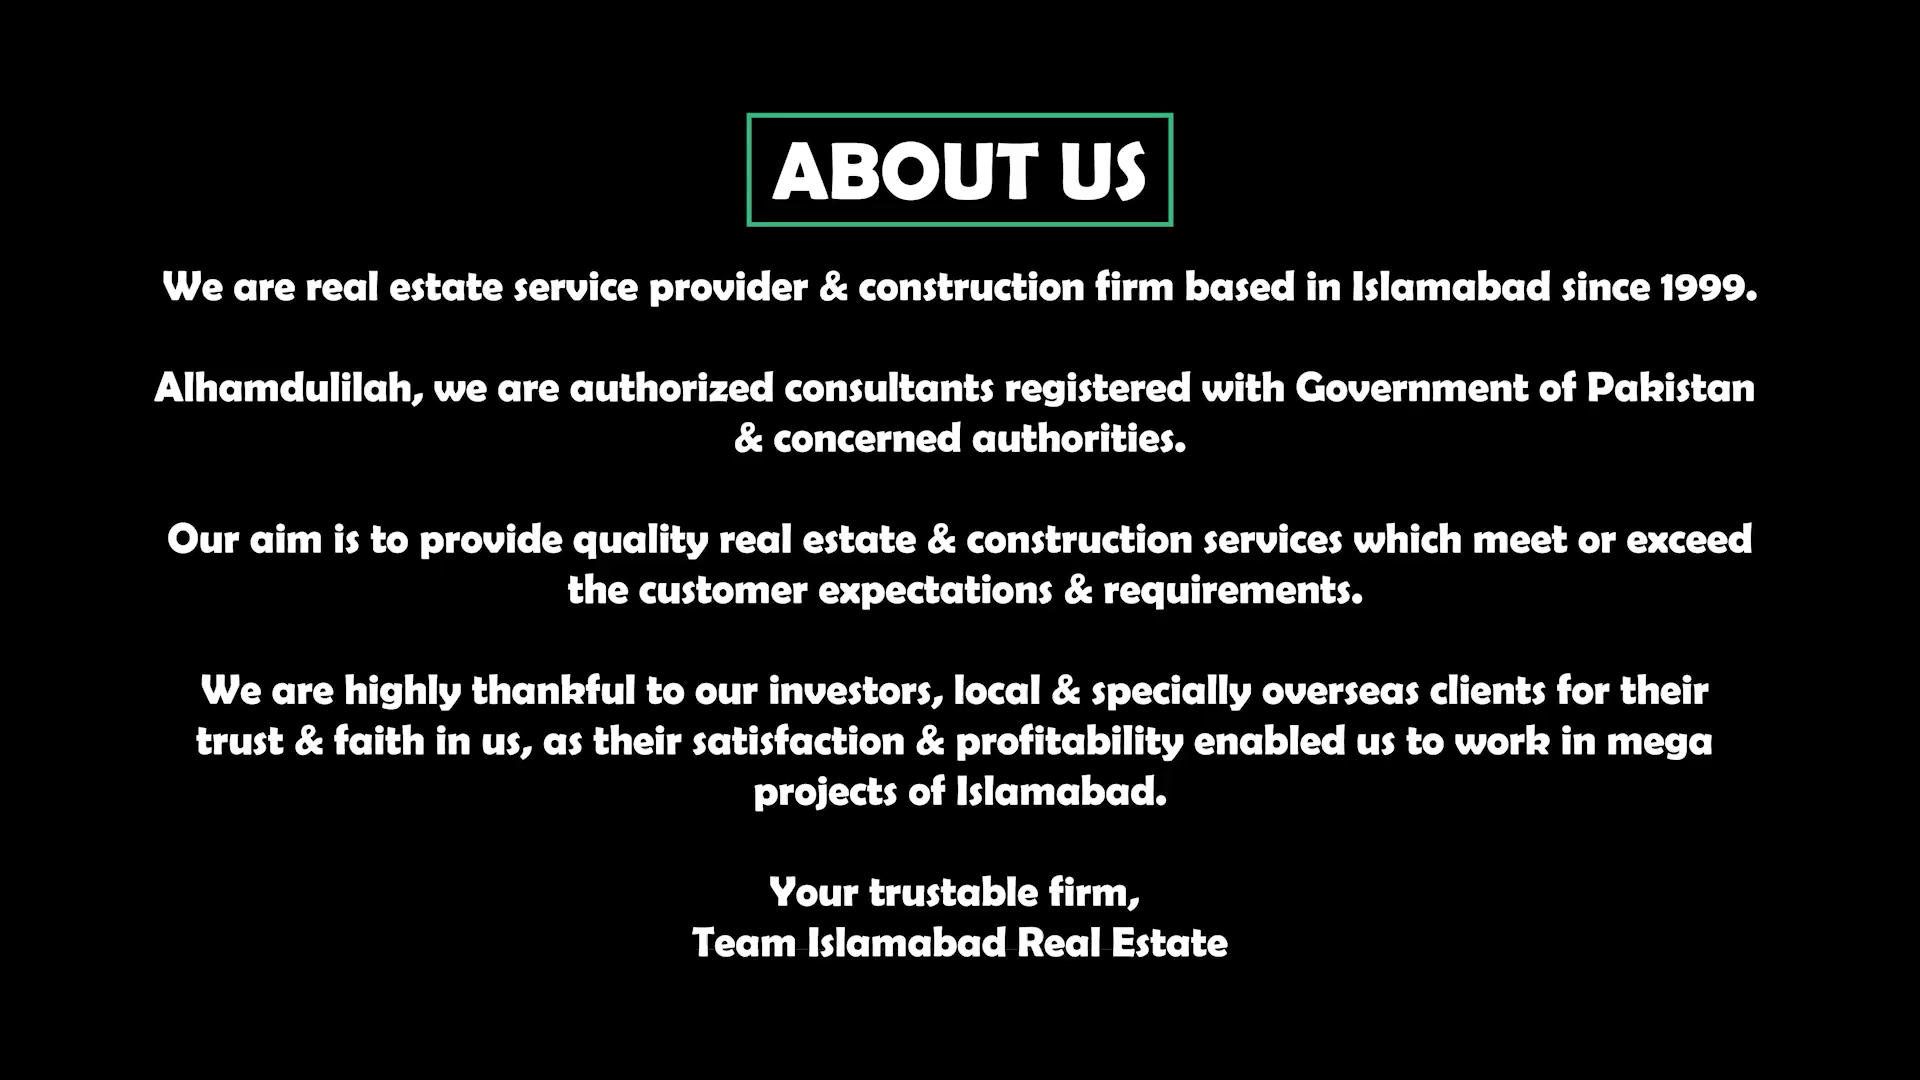 ABOUT US
We are real estate service provider & construction firm based in Islamabad since 1999.
Alhamdulilah, we are authorized consultants registered with Government of Pakistan
& concerned authorities.
Our aim is to provide quality real estate & construction services which meet or exceed
the customer expectations & requirements.
We are highly thankful to our investors, local & specially overseas clients for their
trust & faith in us, as their satisfaction & profitability enabled us to work in mega
projects of Islamabad.
Your trustable firm,
Team Islamabad Real Estate